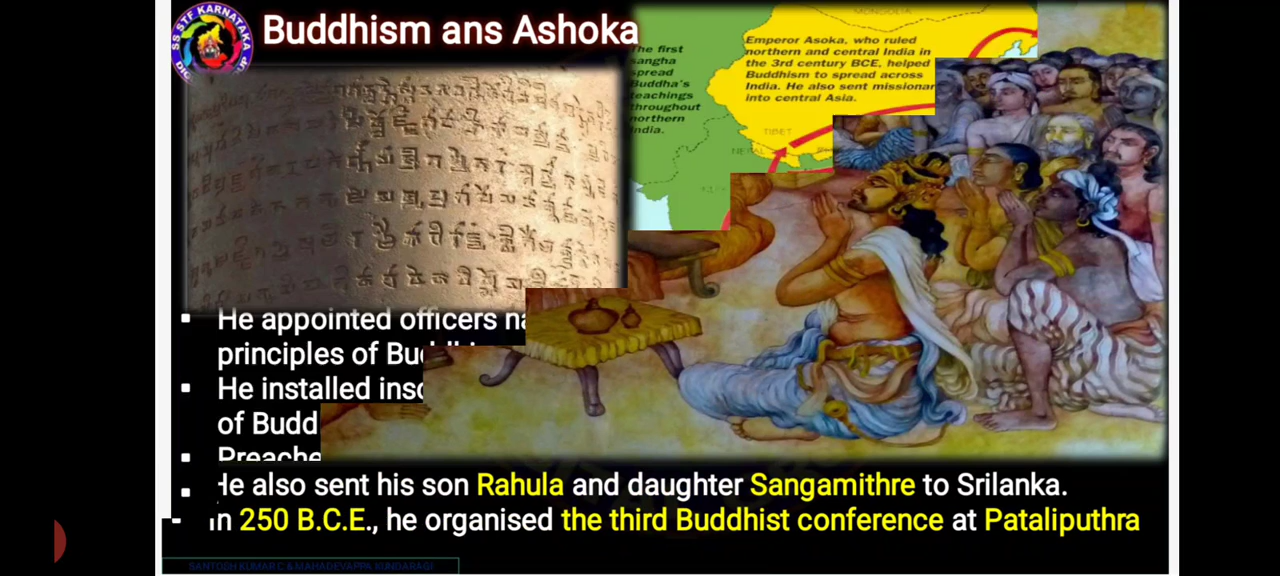 SS STF KARNATAKA
Buddhism ans Ashoka
The first
sangha
spread
Buddha's
teachings
throughout
northern
India.
MONGOLIA
Emperor Asoka, who ruled
northern and central India in
the 3rd century BCE, helped
Buddhism to spread across
India. He also sent missionar
into central Asia.
TIBET
He appointed officers na
principles of Bu
He installed ins
of Budd
Preache
He also sent his son Rahula and daughter Sangamithre to Srilanka.
In 250 B.C.E., he organised the third Buddhist conference at Pataliputhra
SANTOSH KUMAR C & MAHADEVAPPA KUNDARAGI